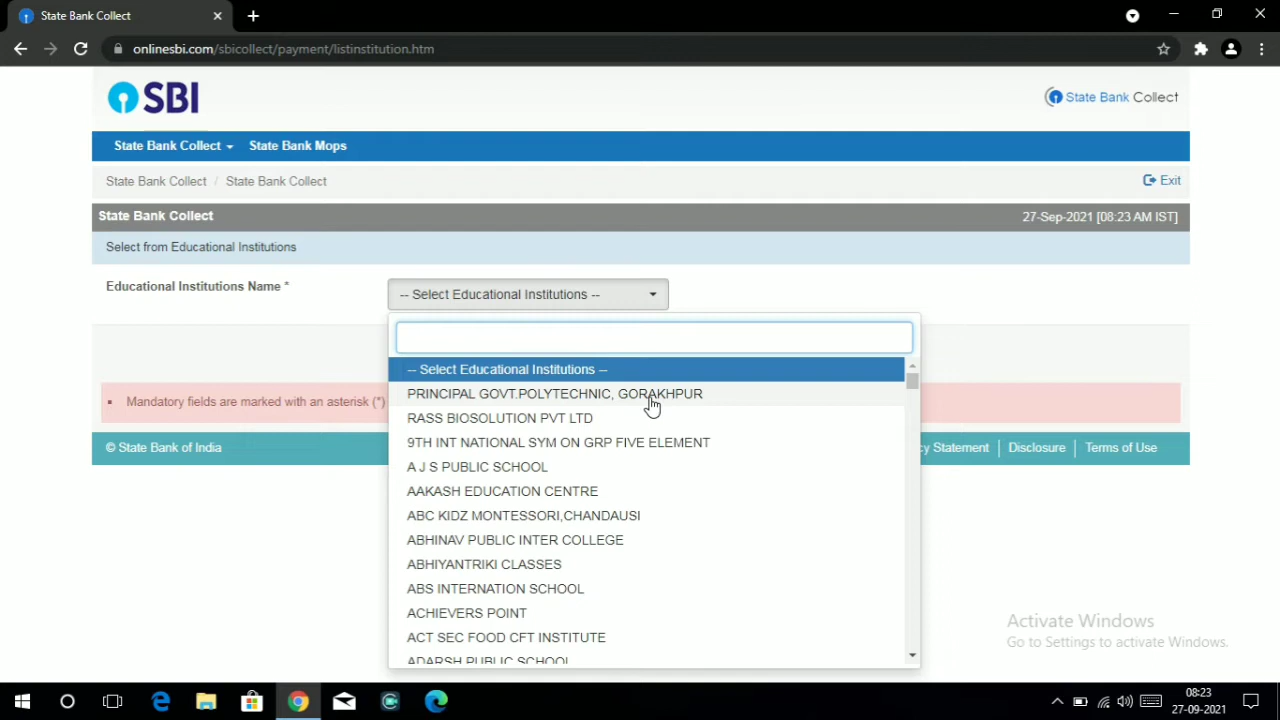 State Bank Collect
onlinesbi.com/sbicollect/payment/listinstitution.htm
SBI
State Bank Collect
State Bank Collect State Bank Mops
State Bank Collect / State Bank Collect
Exit
State Bank Collect
27-Sep-2021 [08:23 AM IST]
Select from Educational Institutions
Educational Institutions Name *
-- Select Educational Institutions --
-- Select Educational Institutions --
PRINCIPAL GOVT.POLYTECHNIC, GORAKHPUR
RASS BIOSOLUTION PVT LTD
9TH INT NATIONAL SYM ON GRP FIVE ELEMENT
A J S PUBLIC SCHOOL
AAKASH EDUCATION CENTRE
ABC KIDZ MONTESSORI,CHANDAUSI
ABHINAV PUBLIC INTER COLLEGE
ABHIYANTRIKI CLASSES
ABS INTERNATION SCHOOL
ACHIEVERS POINT
ACT SEC FOOD CFT INSTITUTE
ADARSH PUBLIC SCHOOL
Mandatory fields are marked with an asterisk (*)
© State Bank of India
cy Statement | Disclosure | Terms of Use
Activate Windows
Go to Settings to activate Windows.
08:23
27-09-2021